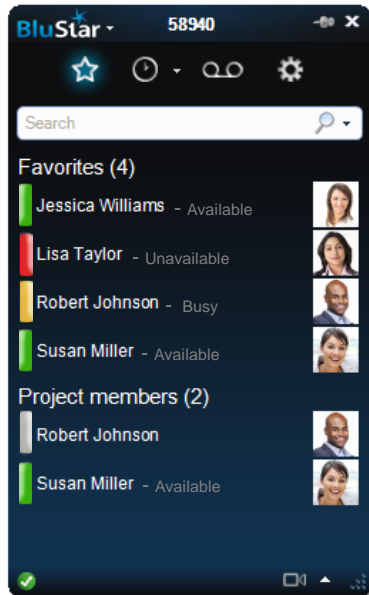 BluStar 58940
Search
Favorites (4)
Jessica Williams - Available
Lisa Taylor - Unavailable
Robert Johnson - Busy
Susan Miller - Available
Project members (2)
Robert Johnson
Susan Miller - Available